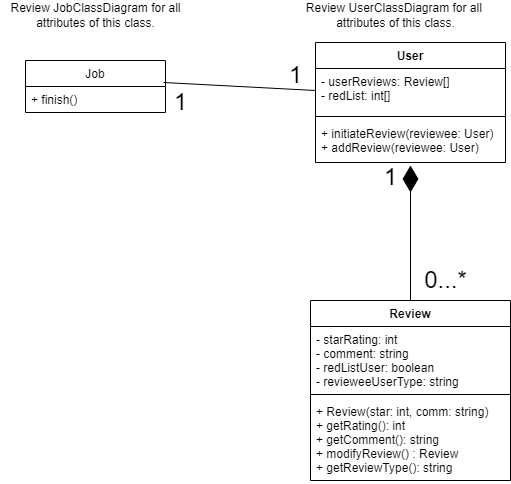 Review JobClassDiagram for all
attributes of this class.
Review UserClassDiagram for all
attributes of this class.
Job
+ finish()
1
1
User
- userReviews: Review[]
- redList: int[]
+ initiateReview(reviewee: User)
+ addReview(reviewee: User)
1
0...*
Review
- starRating: int
- comment: string
- redListUser: boolean
- revieweeUserType: string
+ Review(star: int, comm: string)
+ getRating(): int
+ getComment(): string
+ modifyReview() : Review
+ getReviewType(): string